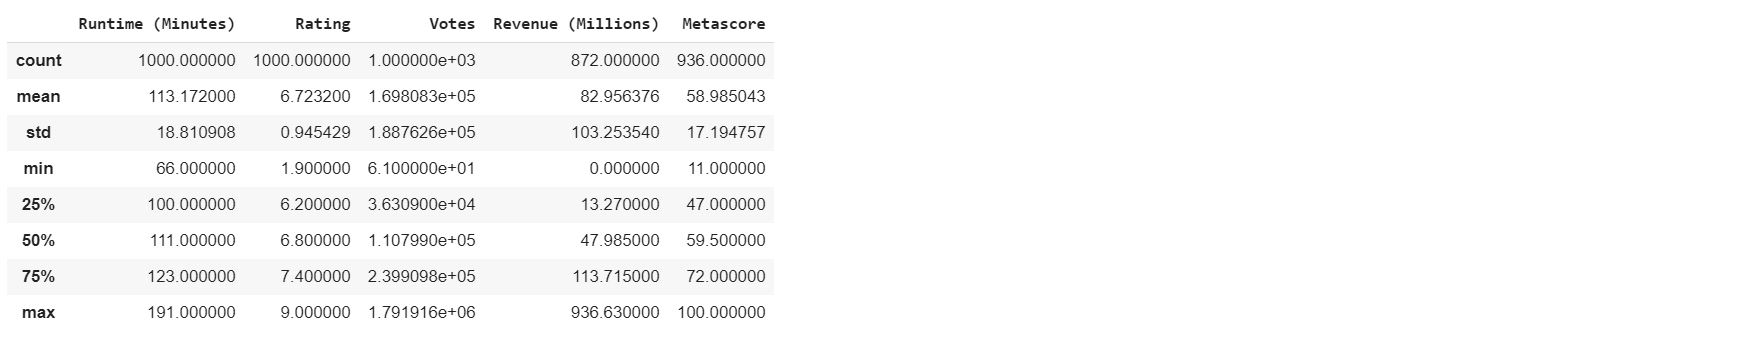 Runtime (Minutes) Rating Votes Revenue (Millions) Metascore
count 1000.000000 1000.000000 1.000000e+03 872.000000 936.000000
mean 113.172000 6.723200 1.698083e+05 82.956376 58.985043
std 18.810908 0.945429 1.887626e+05 103.253540 17.194757
min 66.000000 1.900000 6.100000e+01 0.000000 11.000000
25% 100.000000 6.200000 3.630900e+04 13.270000 47.000000
50% 111.000000 6.800000 1.107990e+05 47.985000 59.500000
75% 123.000000 7.400000 2.399098e+05 113.715000 72.000000
max 191.000000 9.000000 1.791916e+06 936.630000 100.000000